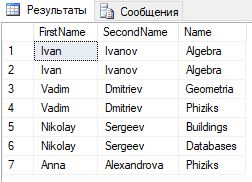 Результаты Сообщения
FirstName SecondName Name
1 Ivan Ivanov Algebra
2 Ivan Ivanov Algebra
3 Vadim Dmitriev Geometria
4 Vadim Dmitriev Phiziks
5 Nikolay Sergeev Buildings
6 Nikolay Sergeev Databases
7 Anna Alexandrova Phiziks